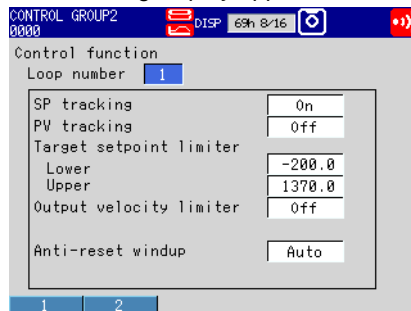 CONTROL GROUP2
0000
DISP 69h 8/16
Control function
Loop number 1
SP tracking On
PV tracking Off
Target setpoint limiter
Lower -200.0
Upper 1370.0
Output velocity limiter Off
Anti-reset windup Auto
1 2